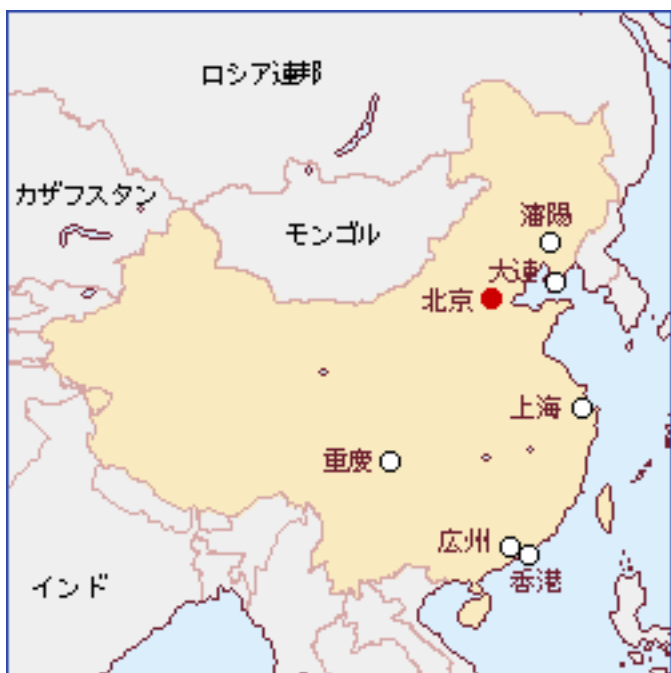 ロシア連邦
カザフスタン
モンゴル
瀋陽
大連
北京
上海
重慶
広州
香港
インド